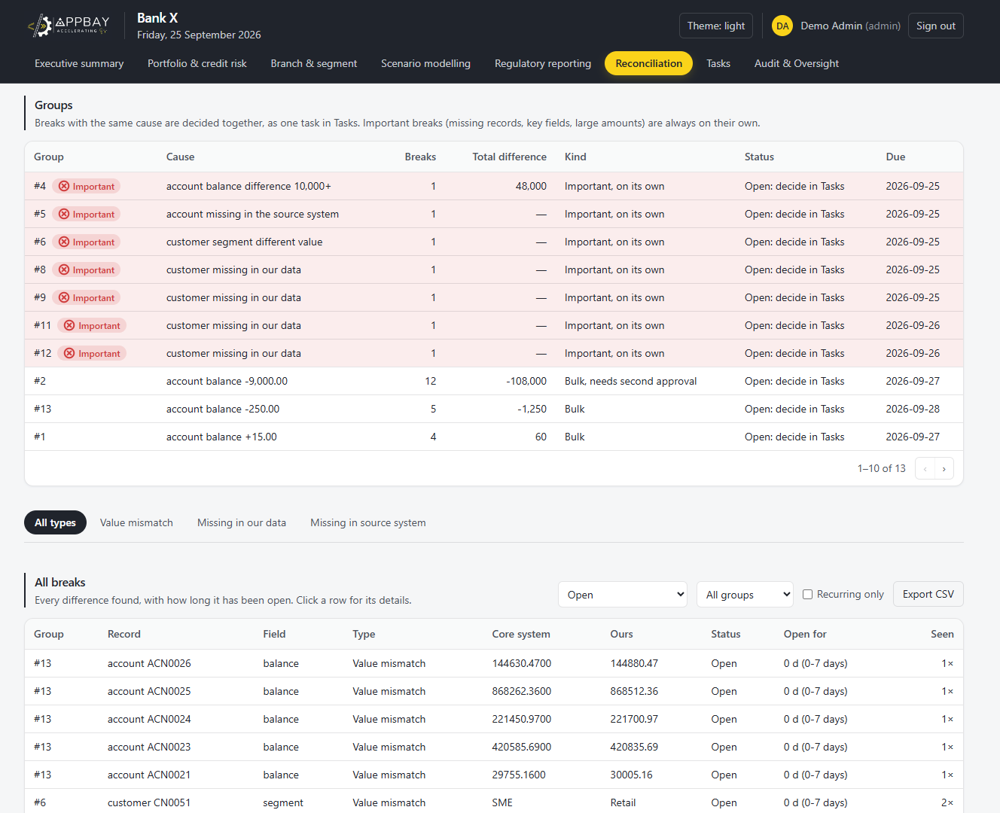 APPBAY
ACCELERATING
Bank X
Friday, 25 September 2026
Theme: light
DA
Demo Admin (admin)
Sign out
Executive summary
Portfolio & credit risk
Branch & segment
Scenario modelling
Regulatory reporting
Reconciliation
Tasks
Audit & Oversight
Groups
Breaks with the same cause are decided together, as one task in Tasks. Important breaks (missing records, key fields, large amounts) are always on their own.
Group Cause Breaks Total difference Kind Status Due
#4 Important account balance difference 10,000+ 1 48,000 Important, on its own Open: decide in Tasks 2026-09-25
#5 Important account missing in the source system 1 — Important, on its own Open: decide in Tasks 2026-09-25
#6 Important customer segment different value 1 — Important, on its own Open: decide in Tasks 2026-09-25
#8 Important customer missing in our data 1 — Important, on its own Open: decide in Tasks 2026-09-25
#9 Important customer missing in our data 1 — Important, on its own Open: decide in Tasks 2026-09-25
#11 Important customer missing in our data 1 — Important, on its own Open: decide in Tasks 2026-09-26
#12 Important customer missing in our data 1 — Important, on its own Open: decide in Tasks 2026-09-26
#2 account balance -9,000.00 12 -108,000 Bulk, needs second approval Open: decide in Tasks 2026-09-27
#13 account balance -250.00 5 -1,250 Bulk Open: decide in Tasks 2026-09-28
#1 account balance +15.00 4 60 Bulk Open: decide in Tasks 2026-09-27
1–10 of 13 ‹ ›
All types Value mismatch Missing in our data Missing in source system
All breaks
Every difference found, with how long it has been open. Click a row for its details.
Open
All groups
Recurring only
Export CSV
Group Record Field Type Core system Ours Status Open for Seen
#13 account ACN0026 balance Value mismatch 144630.4700 144880.47 Open 0 d (0-7 days) 1×
#13 account ACN0025 balance Value mismatch 868262.3600 868512.36 Open 0 d (0-7 days) 1×
#13 account ACN0024 balance Value mismatch 221450.9700 221700.97 Open 0 d (0-7 days) 1×
#13 account ACN0023 balance Value mismatch 420585.6900 420835.69 Open 0 d (0-7 days) 1×
#13 account ACN0021 balance Value mismatch 29755.1600 30005.16 Open 0 d (0-7 days) 1×
#6 customer CN0051 segment Value mismatch SME Retail Open 0 d (0-7 days) 2×